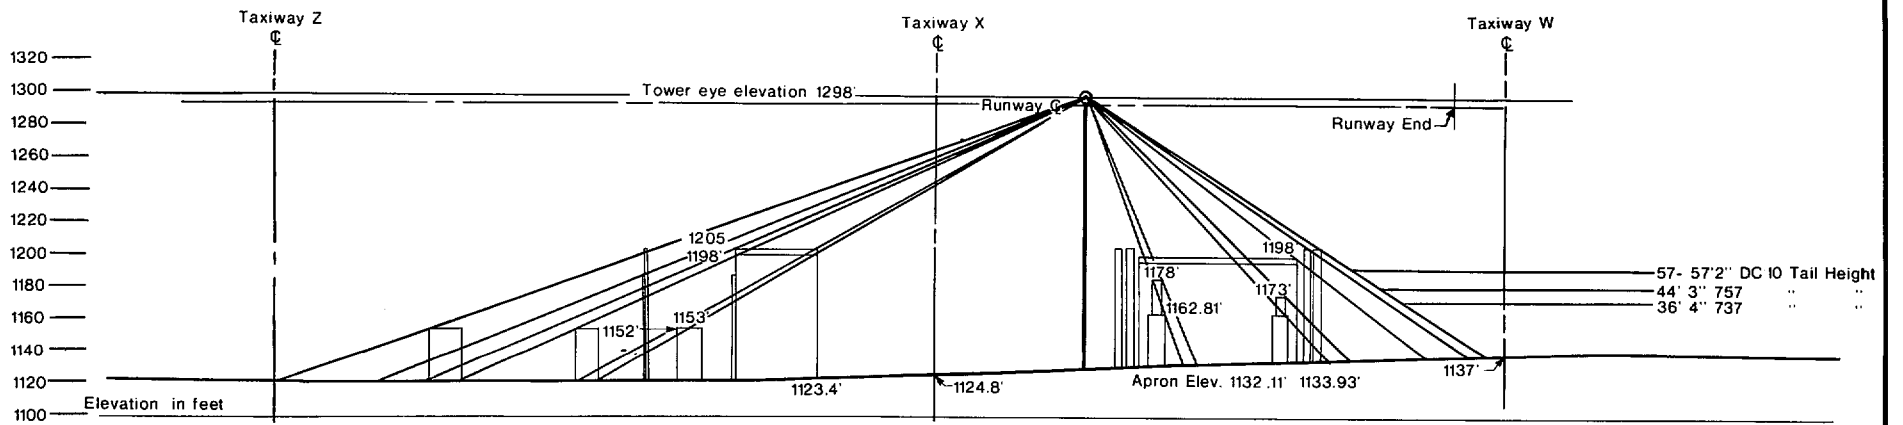 Taxiway Z
℄
Taxiway X
℄
Taxiway W
℄
1320
1300
1280
1260
1240
1220
1200
1180
1160
1140
1120
1100
Tower eye elevation 1298'
Runway ℄
Runway End
1205
1198'
1153'
1152'
1178'
1162.81'
1173'
1198'
57- 57'2" DC 10 Tail Height
44' 3" 757 " "
36' 4" 737 " "
1123.4'
1124.8'
Apron Elev. 1132.11' 1133.93'
1137'
Elevation in feet